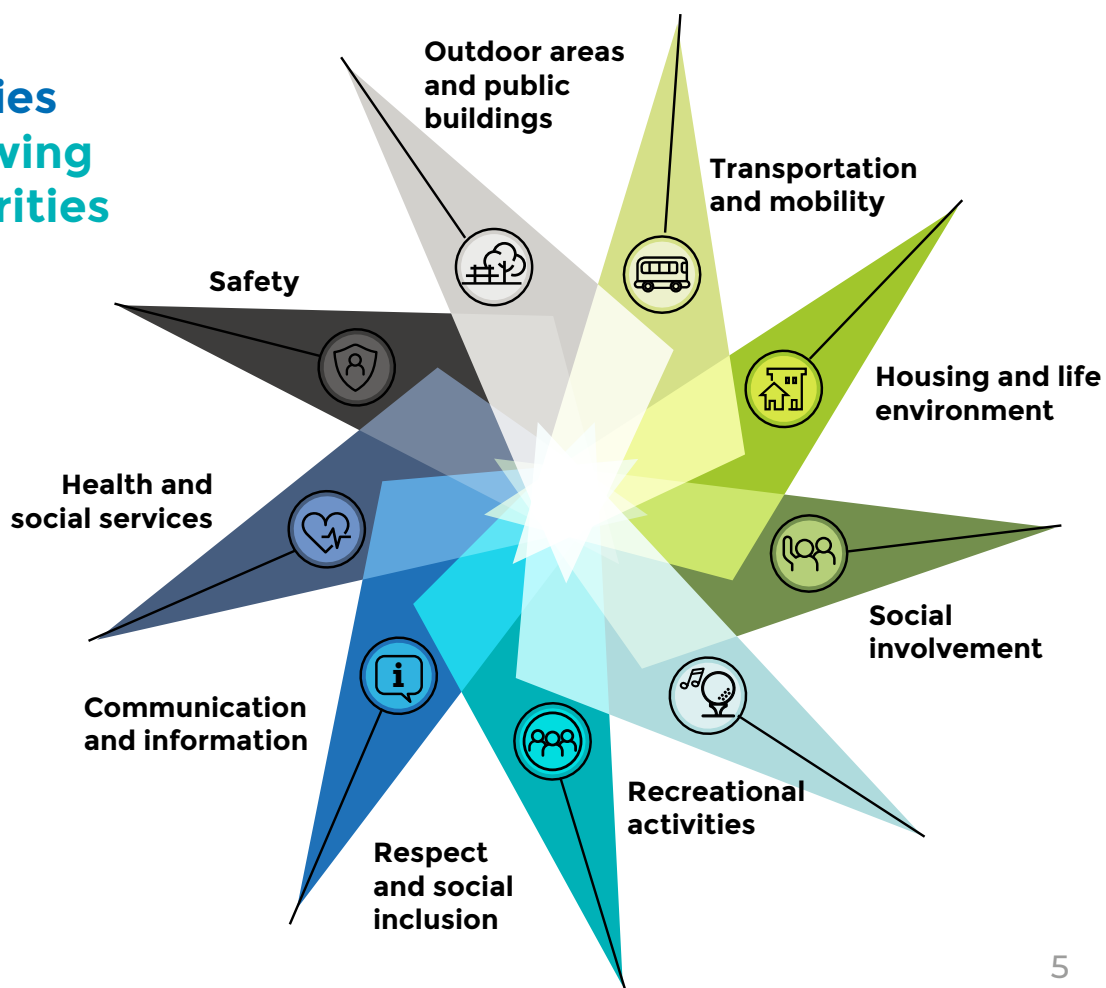 ies
wing
rities
Outdoor areas
and public
buildings
Transportation
and mobility
Housing and life
environment
Social
involvement
Recreational
activities
Respect
and social
inclusion
Communication
and information
Health and
social services
Safety
i
5